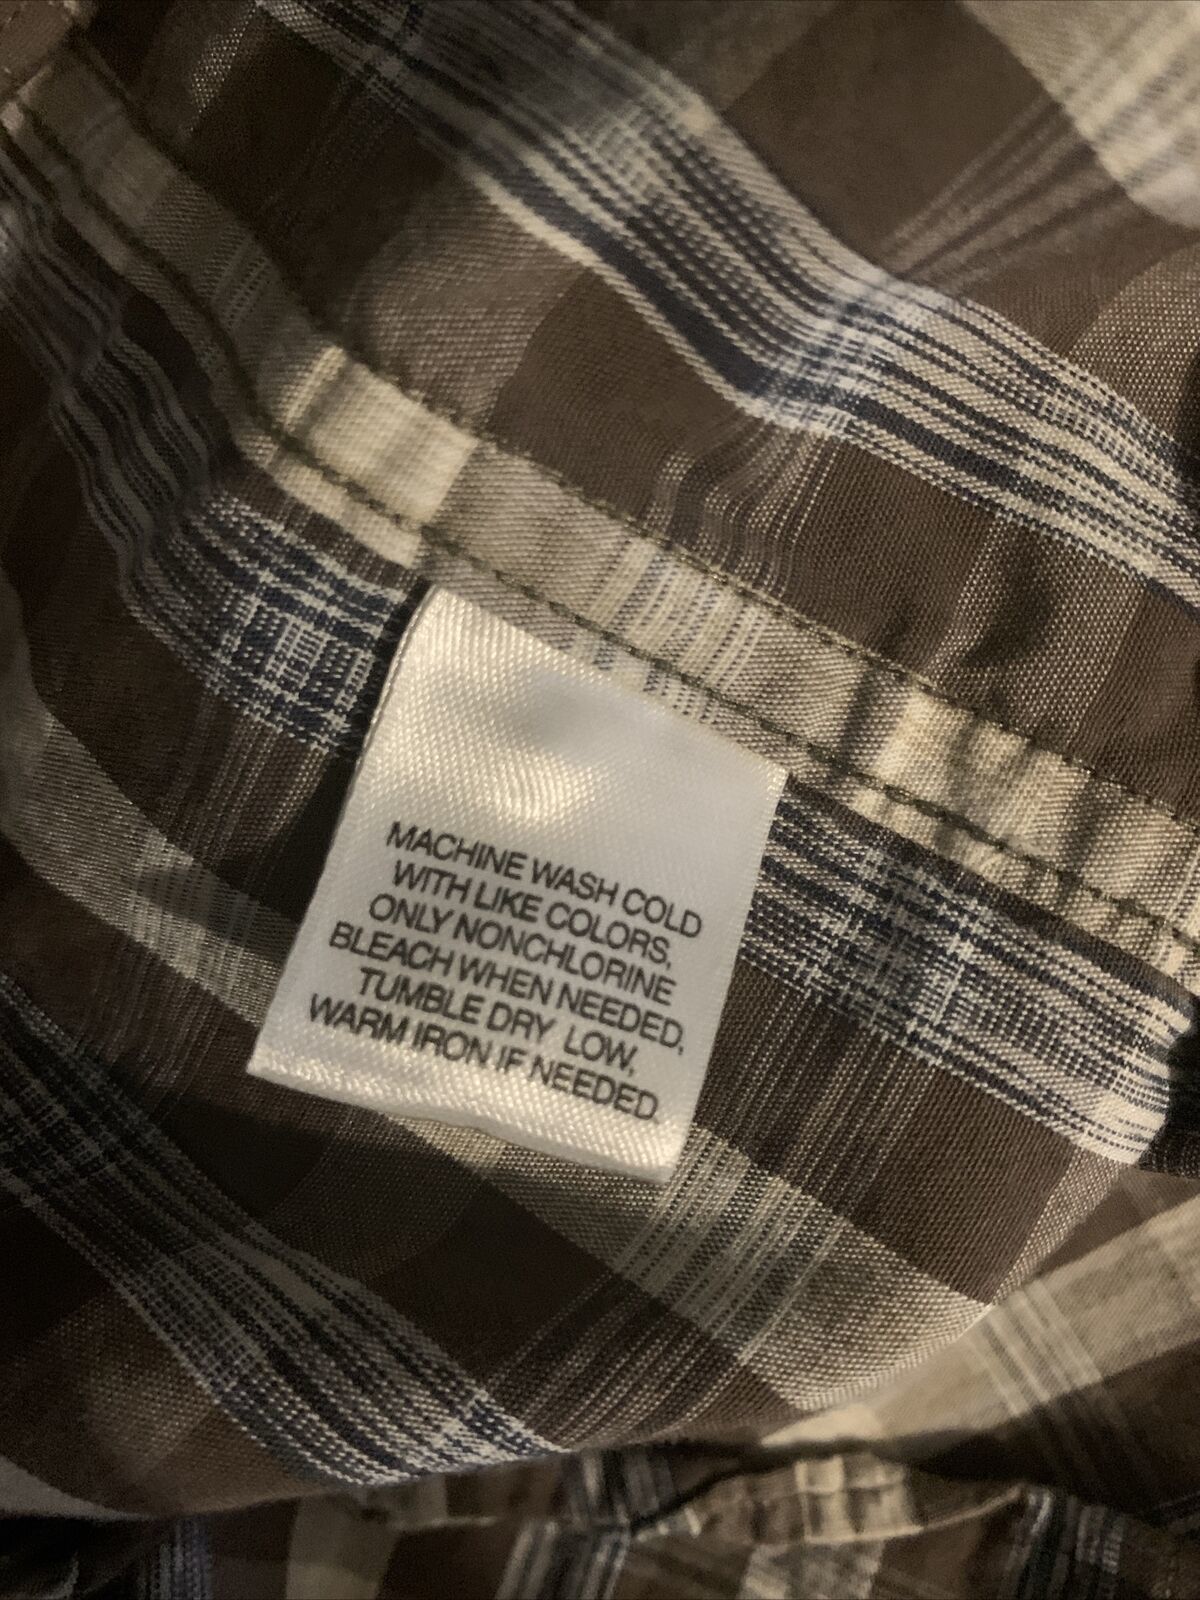 MACHINE WASH COLD
WITH LIKE COLORS,
ONLY NONCHLORINE
BLEACH WHEN NEEDED,
TUMBLE DRY LOW,
WARM IRON IF NEEDED.